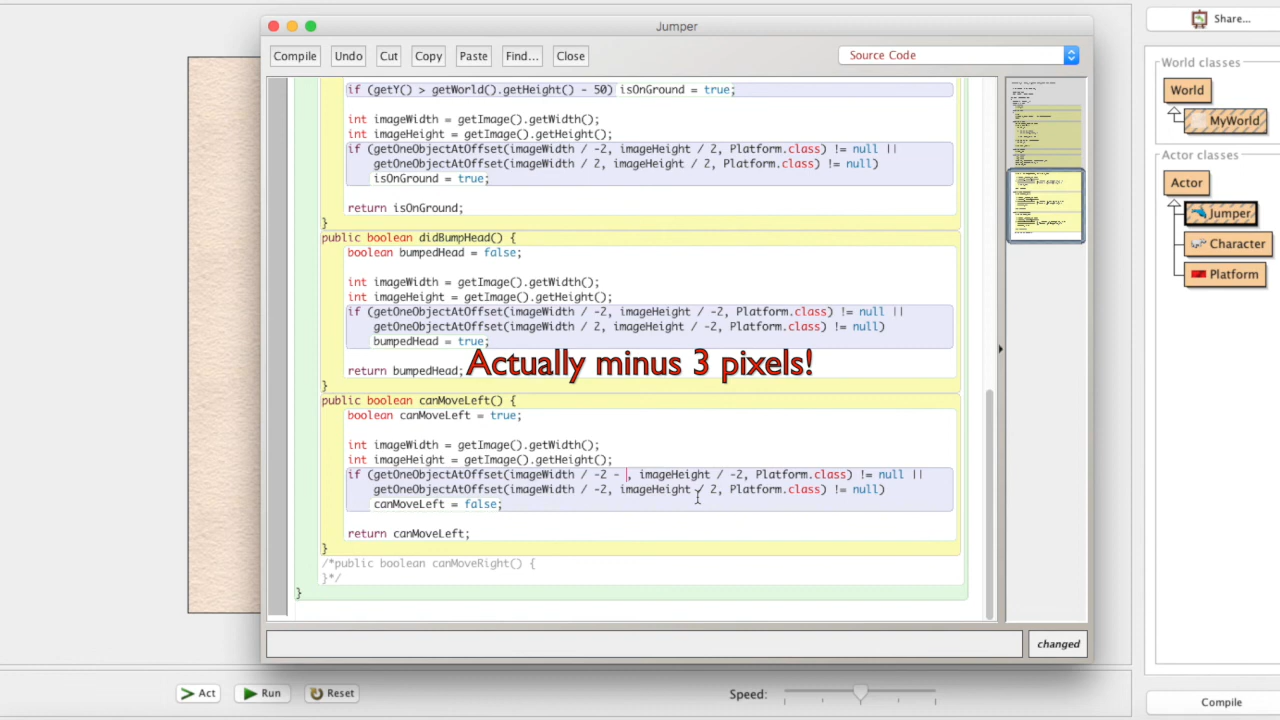 Jumper
Compile
Undo
Cut
Copy
Paste
Find...
Close
Source Code
if (getY() > getWorld().getHeight() - 50) isOnGround = true;
int imageWidth = getImage().getWidth();
int imageHeight = getImage().getHeight();
if (getOneObjectAtOffset(imageWidth / -2, imageHeight / 2, Platform.class) != null ||
getOneObjectAtOffset(imageWidth / 2, imageHeight / 2, Platform.class) != null)
isOnGround = true;
return isOnGround;
}
public boolean didBumpHead() {
boolean bumpedHead = false;
int imageWidth = getImage().getWidth();
int imageHeight = getImage().getHeight();
if (getOneObjectAtOffset(imageWidth / -2, imageHeight / -2, Platform.class) != null ||
getOneObjectAtOffset(imageWidth / 2, imageHeight / -2, Platform.class) != null)
bumpedHead = true;
Actually minus 3 pixels!
return bumpedHead;
}
public boolean canMoveLeft() {
boolean canMoveLeft = true;
int imageWidth = getImage().getWidth();
int imageHeight = getImage().getHeight();
if (getOneObjectAtOffset(imageWidth / -2 - , imageHeight / -2, Platform.class) != null ||
getOneObjectAtOffset(imageWidth / -2, imageHeight / 2, Platform.class) != null)
canMoveLeft = false;
return canMoveLeft;
}
/*public boolean canMoveRight() {
}*/
}
changed
Share...
World classes
World
MyWorld
Actor classes
Actor
Jumper
Character
Platform
Act
Run
Reset
Speed:
Compile